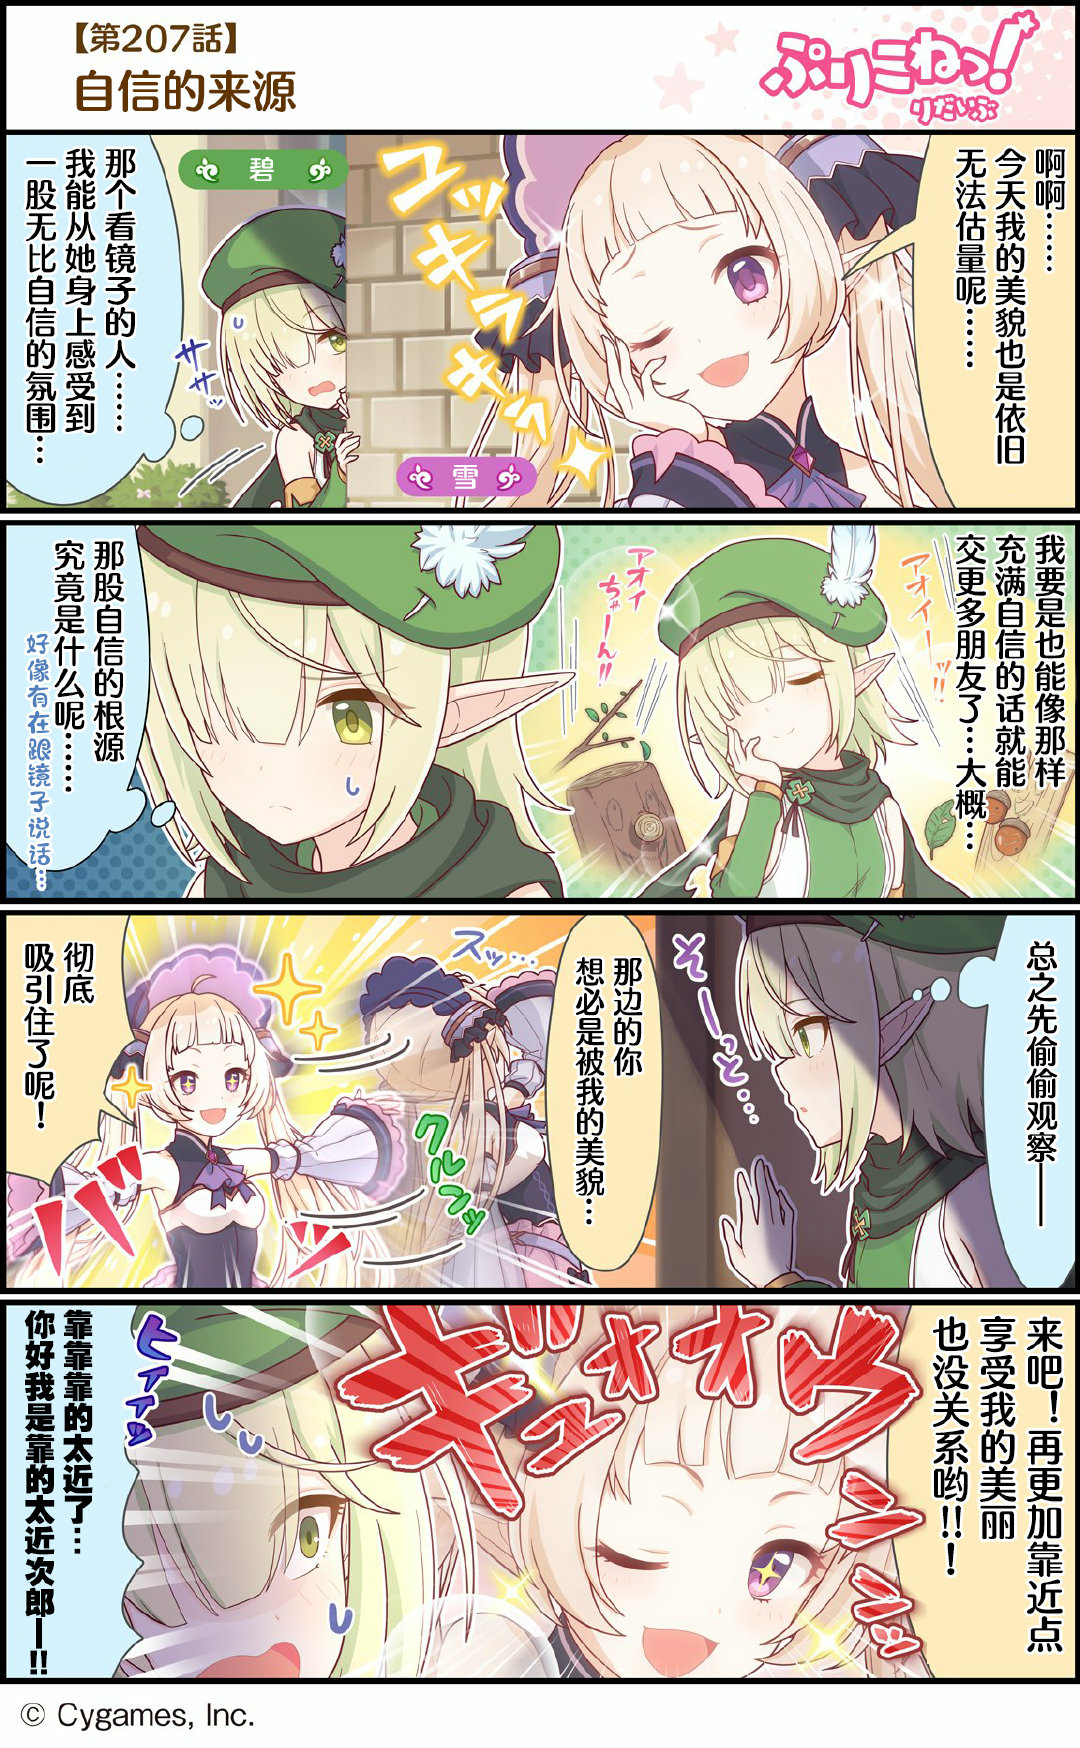 【第207話】
自信的来源
ぷりこねっ!
りだいぶ
啊啊……
今天我的美貌也是依旧
无法估量呢……
ユッ
キラ
キラ
雪
碧
ササッ
那个看镜子的人……
我能从她身上感受到
一股无比自信的氛围…
我要是也能像那样
充满自信的话就能
交更多朋友了…大概…
アオイーッ!!
アオイ
ちゃーん!!
那股自信的根源
究竟是什么呢……
好像有在跟镜子说话…
总之先偷偷观察——
そーっと…
那边的你
想必是被我的美貌…
スッ…
クルンッ
彻底
吸引住了呢!
バッ
来吧!再更加靠近点
享受我的美丽
也没关系哟!!!
ギュオオウンッ
ヒィィッ
靠靠靠的太近了…
你好我是靠的太近次郎ー!!
© Cygames, Inc.